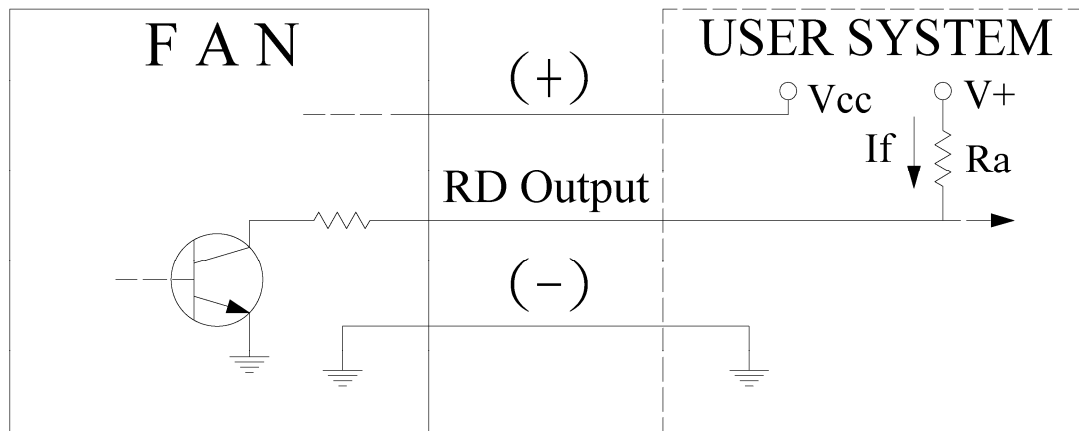 F A N
USER SYSTEM
(+)
Vcc
V+
If
Ra
RD Output
(-)